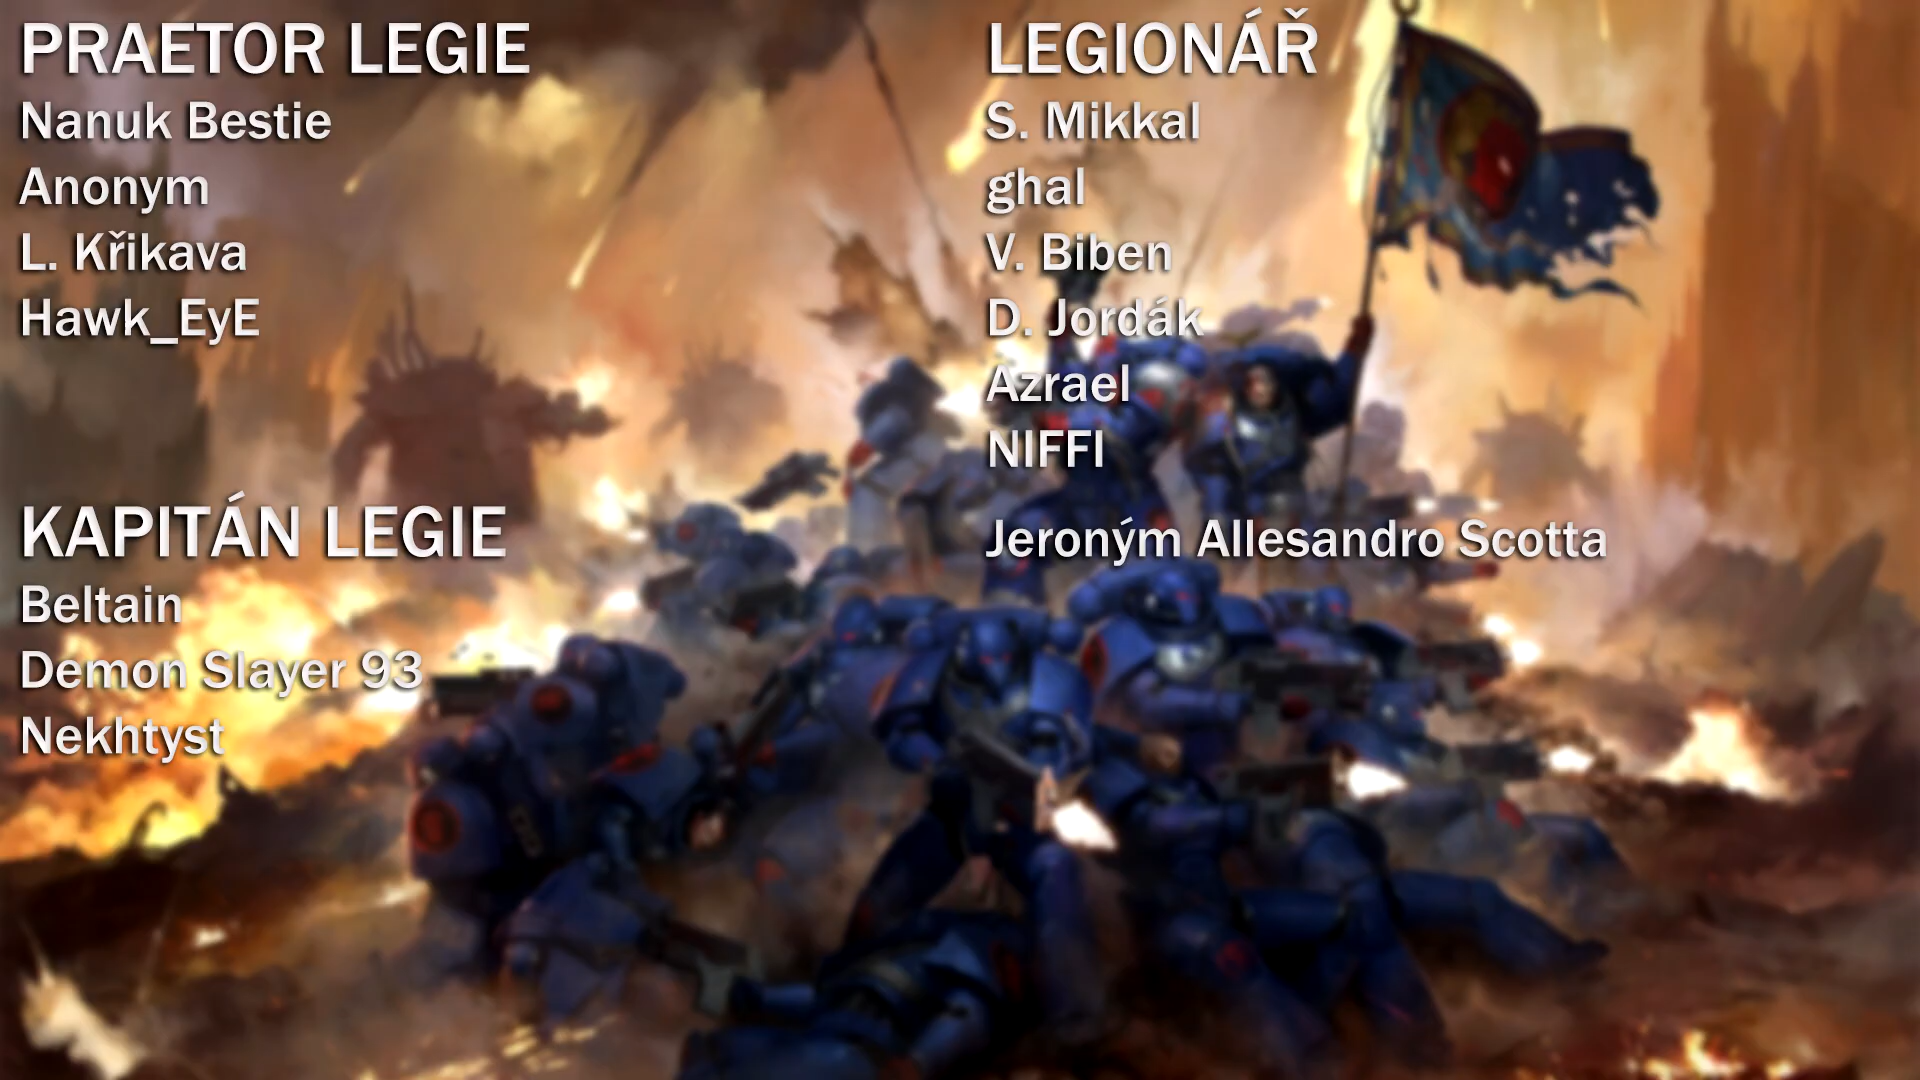 PRAETOR LEGIE
Nanuk Bestie
Anonym
L. Křikava
Hawk_EyE
KAPITÁN LEGIE
Beltain
Demon Slayer 93
Nekhtyst
LEGIONÁŘ
S. Mikkal
ghal
V. Biben
D. Jordák
Azrael
NIFFI
Jeroným Allesandro Scotta